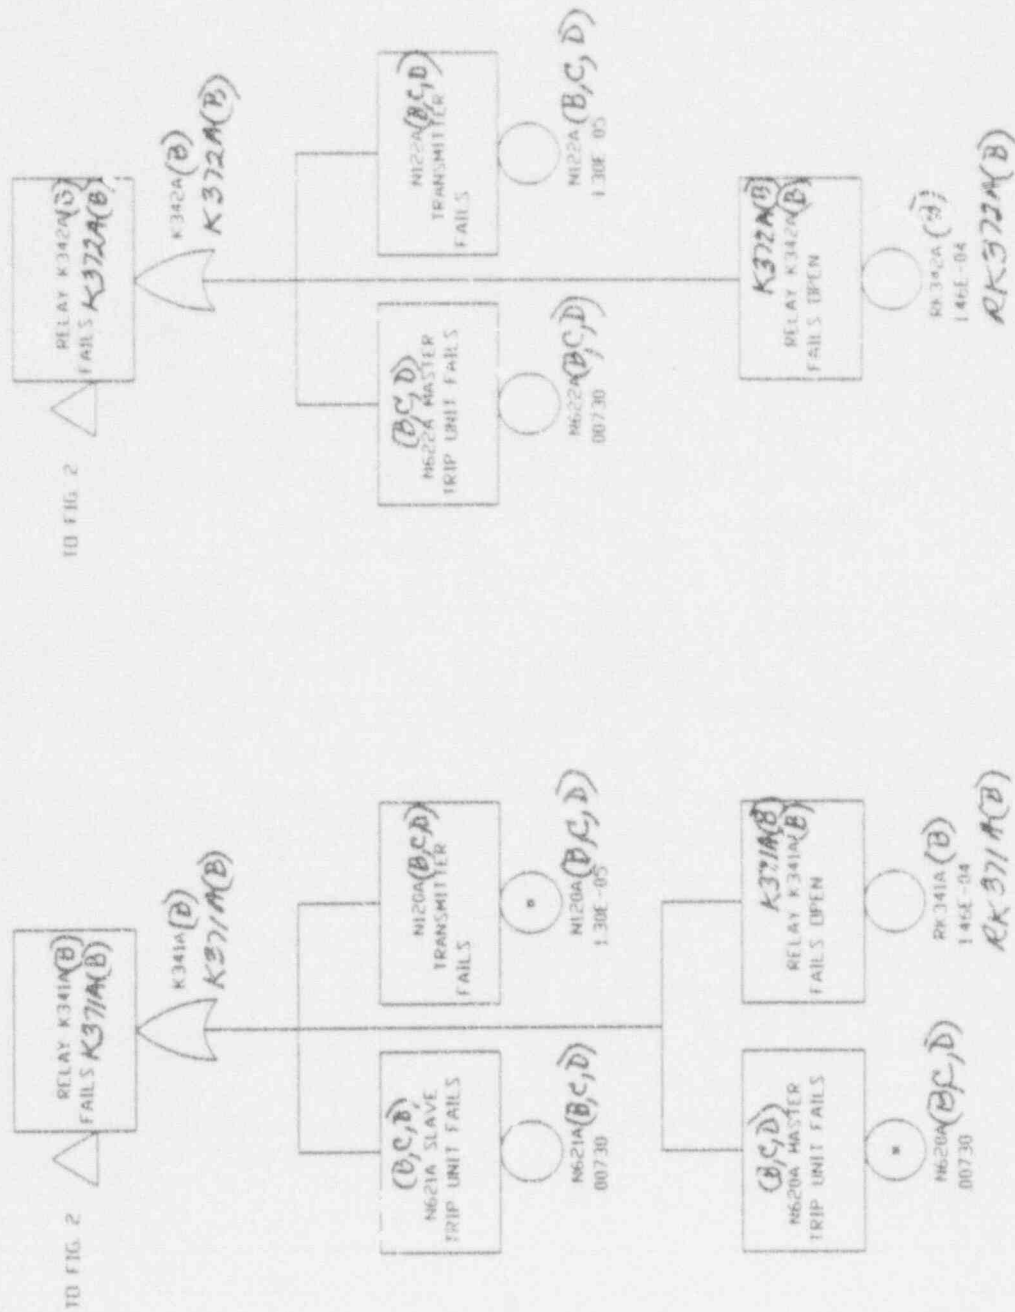 TO FIG. 2
RELAY K342A(B)
FAILS K372A(B)
K342A(B)
K372A(B)
(B,C,D)
N622A MASTER
TRIP UNIT FAILS
N622A(B,C,D)
.00730
N122A(B,C,D)
TRANSMITTER
FAILS
N122A(B,C,D)
1.30E-05
K372A(B)
RELAY K342A(B)
FAILS OPEN
RK342A(B)
1.46E-04
RK372A(B)
TO FIG. 2
RELAY K341A(B)
FAILS K371A(B)
K341A(B)
K371A(B)
(B,C,D)
N621A SLAVE
TRIP UNIT FAILS
N621A(B,C,D)
.00730
N120A(B,C,D)
TRANSMITTER
FAILS
*
N120A(B,C,D)
1.30E-05
(B,C,D)
N620A MASTER
TRIP UNIT FAILS
*
N620A(B,C,D)
.00730
K371A(B)
RELAY K341A(B)
FAILS OPEN
RK341A(B)
1.46E-04
RK371A(B)